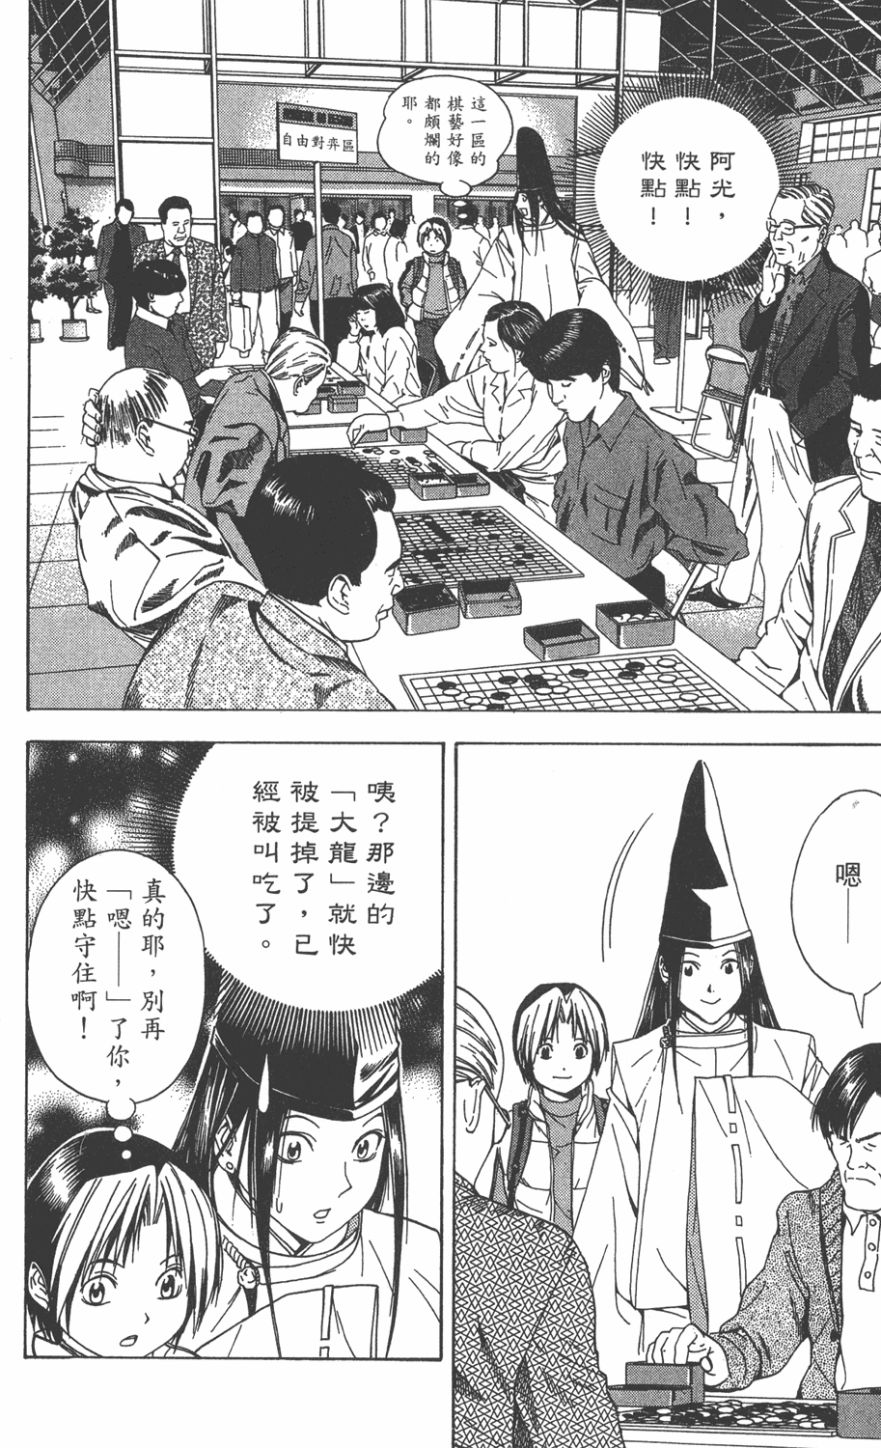 阿光，
快點！
快點！
這一區的
棋藝好像
都頗爛的
耶。
自由對弈區
嗯——
咦？那邊的
「大龍」就快
被提掉了，已
經被叫吃了。
真的耶，別再
「嗯——」了你，
快點守住啊！